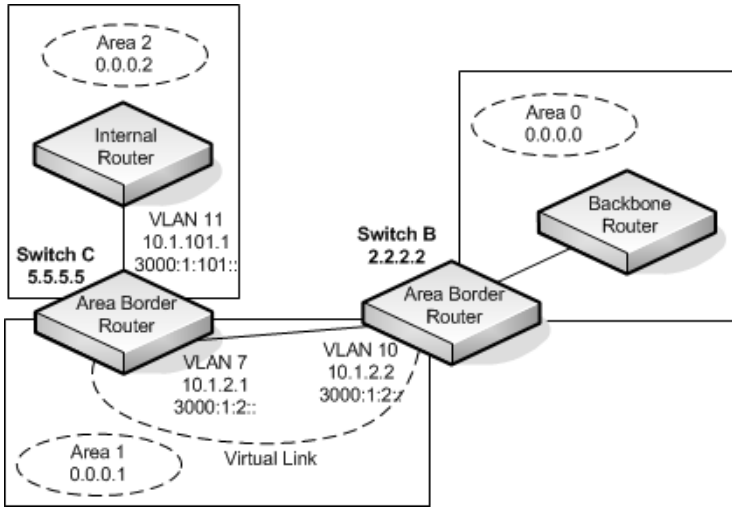 Area 2
0.0.0.2
Internal
Router
VLAN 11
10.1.101.1
3000:1:101::
Switch C
5.5.5.5
Area Border
Router
Area 0
0.0.0.0
Backbone
Router
Switch B
2.2.2.2
Area Border
Router
VLAN 7
10.1.2.1
3000:1:2::
VLAN 10
10.1.2.2
3000:1:2::
Area 1
0.0.0.1
Virtual Link